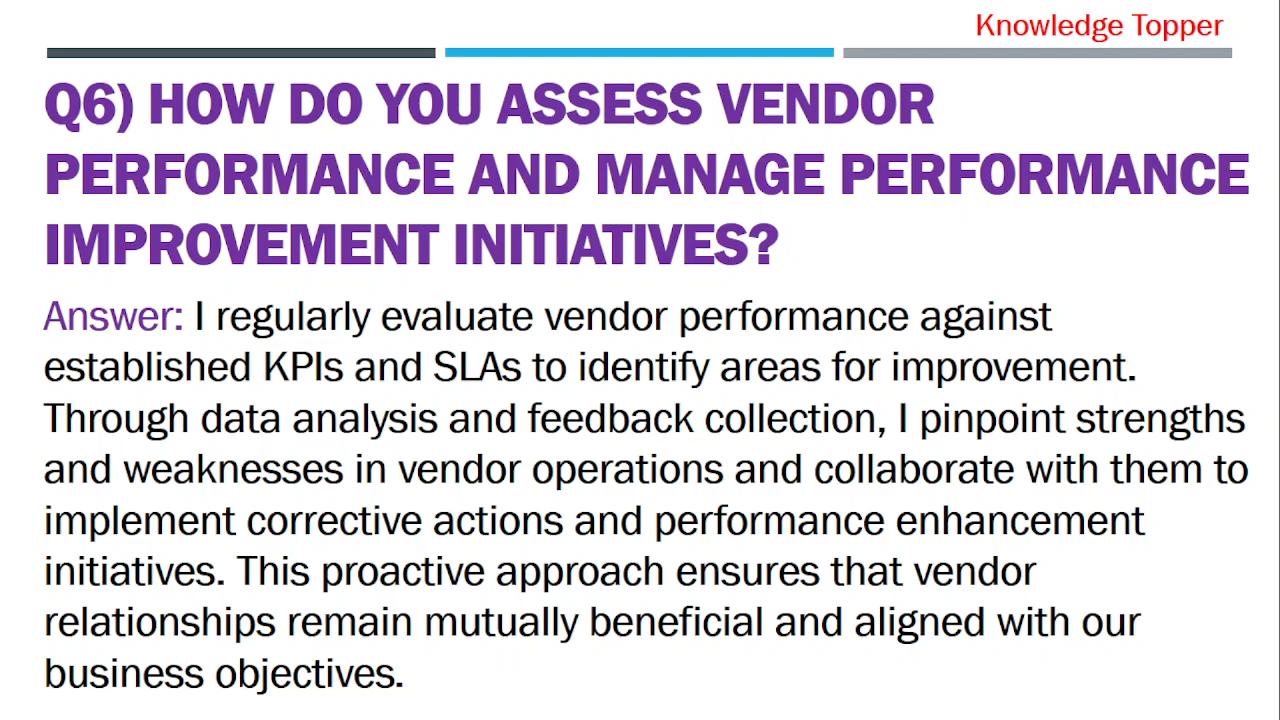 Knowledge Topper
Q6) HOW DO YOU ASSESS VENDOR
PERFORMANCE AND MANAGE PERFORMANCE
IMPROVEMENT INITIATIVES?
Answer: I regularly evaluate vendor performance against
established KPIs and SLAs to identify areas for improvement.
Through data analysis and feedback collection, I pinpoint strengths
and weaknesses in vendor operations and collaborate with them to
implement corrective actions and performance enhancement
initiatives. This proactive approach ensures that vendor
relationships remain mutually beneficial and aligned with our
business objectives.